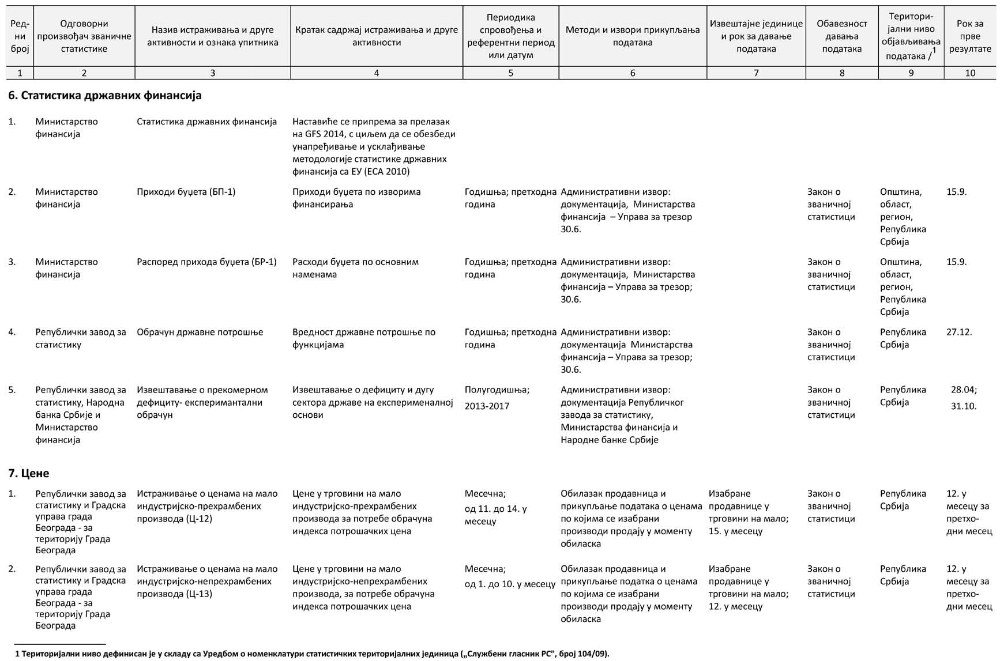 Ред-
ни
број
Одговорни
произвођач званичне
статистике
Назив истраживања и друге
активности и ознака упитника
Кратак садржај истраживања и друге
активности
Периодика
спровођења и
референтни период
или датум
Методи и извори прикупљања
података
Извештајне јединице
и рок за давање
података
Обавезност
давања
података
Територи-
јални ниво
објављивања
података /1
Рок за
прве
резултате
1 2 3 4 5 6 7 8 9 10
6. Статистика државних финансија
1.
Министарство
финансија
Статистика државних финансија
Наставиће се припрема за прелазак
на GFS 2014, с циљем да се обезбеди
унапређивање и усклађивање
методологије статистике државних
финансија са ЕУ (ЕСА 2010)
2.
Министарство
финансија
Приходи буџета (БП-1)
Приходи буџета по изворима
финансирања
Годишња; претходна
година
Административни извор:
документација, Министарства
финансија – Управа за трезор
30.6.
Закон о
званичној
статистици
Општина,
област,
регион,
Република
Србија
15.9.
3.
Министарство
финансија
Распоред прихода буџета (БР-1)
Расходи буџета по основним
наменама
Годишња; претходна
година
Административни извор:
документација, Министарства
финансија – Управа за трезор;
30.6.
Закон о
званичној
статистици
Општина,
област,
регион,
Република
Србија
15.9.
4.
Републички завод за
статистику
Обрачун државне потрошње
Вредност државне потрошње по
функцијама
Годишња; претходна
година
Административни извор:
документација Министарства
финансија – Управа за трезор;
30.6.
Закон о
званичној
статистици
Република
Србија
27.12.
5.
Републички завод за
статистику, Народна
банка Србије и
Министарство
финансија
Извештавање о прекомерном
дефициту- експеримантални
обрачун
Извештавање о дефициту и дугу
сектора државе на експерименалној
основи
Полугодишња;
2013-2017
Административни извор:
документација Републичког
завода за статистику,
Министарства финансија и
Народне банке Србије
Закон о
званичној
статистици
Република
Србија
28.04;
31.10.
7. Цене
1.
Републички завод за
статистику и Градска
управа града
Београда - за
територију Града
Београда
Истраживање о ценама на мало
индустријско-прехрамбених
производа (Ц-12)
Цене у трговини на мало
индустријско-прехрамбених
производа за потребе обрачуна
индекса потрошачких цена
Месечна;
од 11. до 14. у
месецу
Обилазак продавница и
прикупљање података о ценама
по којима се изабрани
производи продају у моменту
обиласка
Изабране
продавнице у
трговини на мало;
15. у месецу
Закон о
званичној
статистици
Република
Србија
12. у
месецу за
претхо-
дни месец
2.
Републички завод за
статистику и Градска
управа града
Београда - за
територију Града
Београда
Истраживање о ценама на мало
индустријско-непрехрамбених
производа (Ц-13)
Цене у трговини на мало
индустријско-непрехрамбених
производа, за потребе обрачуна
индекса потрошачких цена
Месечна;
од 1. до 10. у месецу
Обилазак продавница и
прикупљање податка о ценама
по којима се изабрани
производи продају у моменту
обиласка
Изабране
продавнице у
трговини на мало;
12. у месецу
Закон о
званичној
статистици
Република
Србија
12. у
месецу за
претхо-
дни месец
1 Територијални ниво дефинисан је у складу са Уредбом о номенклатури статистичких територијалних јединица („Службени гласник РС”, број 104/09).